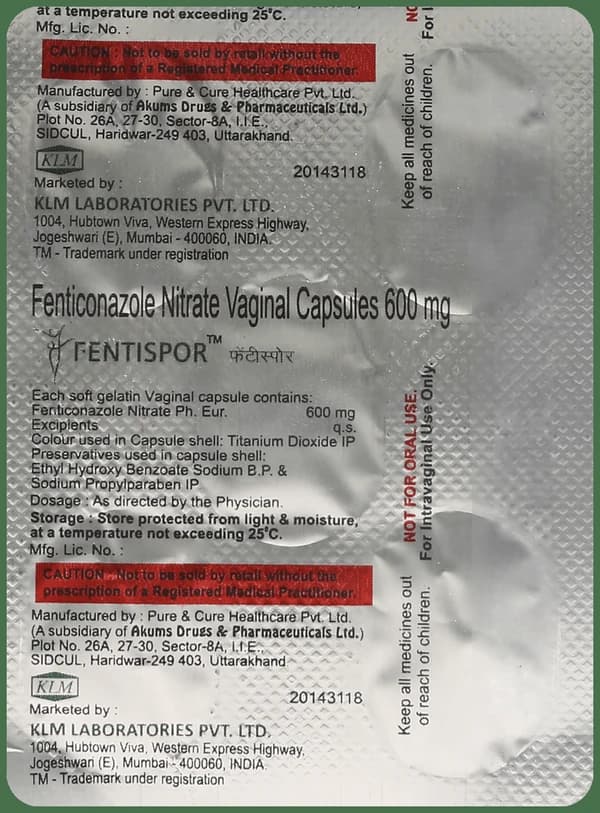 at a temperature not exceeding 25°C.
Mfg. Lic. No. :
CAUTION : Not to be sold by retail without the
prescription of a Registered Medical Practitioner.
Manufactured by : Pure & Cure Healthcare Pvt. Ltd.
(A subsidiary of Akums Drugs & Pharmaceuticals Ltd.)
Plot No. 26A, 27-30, Sector-8A, I.I.E.,
SIDCUL, Haridwar-249 403, Uttarakhand.
KLM
20143118
Marketed by :
KLM LABORATORIES PVT. LTD.
1004, Hubtown Viva, Western Express Highway,
Jogeshwari (E), Mumbai - 400060, INDIA.
TM - Trademark under registration
Keep all medicines out
of reach of children.
NO
For I
Fenticonazole Nitrate Vaginal Capsules 600 mg
FENTISPOR™ फेंटीस्पोर
Each soft gelatin Vaginal capsule contains:
Fenticonazole Nitrate Ph. Eur. 600 mg
Excipients q.s.
Colour used in Capsule shell: Titanium Dioxide IP
Preservatives used in capsule shell:
Ethyl Hydroxy Benzoate Sodium B.P. &
Sodium Propylparaben IP
Dosage : As directed by the Physician.
Storage : Store protected from light & moisture,
at a temperature not exceeding 25°C.
Mfg. Lic. No. :
NOT FOR ORAL USE.
For Intravaginal Use Only.
CAUTION : Not to be sold by retail without the
prescription of a Registered Medical Practitioner.
Manufactured by : Pure & Cure Healthcare Pvt. Ltd.
(A subsidiary of Akums Drugs & Pharmaceuticals Ltd.)
Plot No. 26A, 27-30, Sector-8A, I.I.E.,
SIDCUL, Haridwar-249 403, Uttarakhand
KLM
20143118
Marketed by :
KLM LABORATORIES PVT. LTD.
1004, Hubtown Viva, Western Express Highway,
Jogeshwari (E), Mumbai - 400060, INDIA.
TM - Trademark under registration
Keep all medicines out
of reach of children.